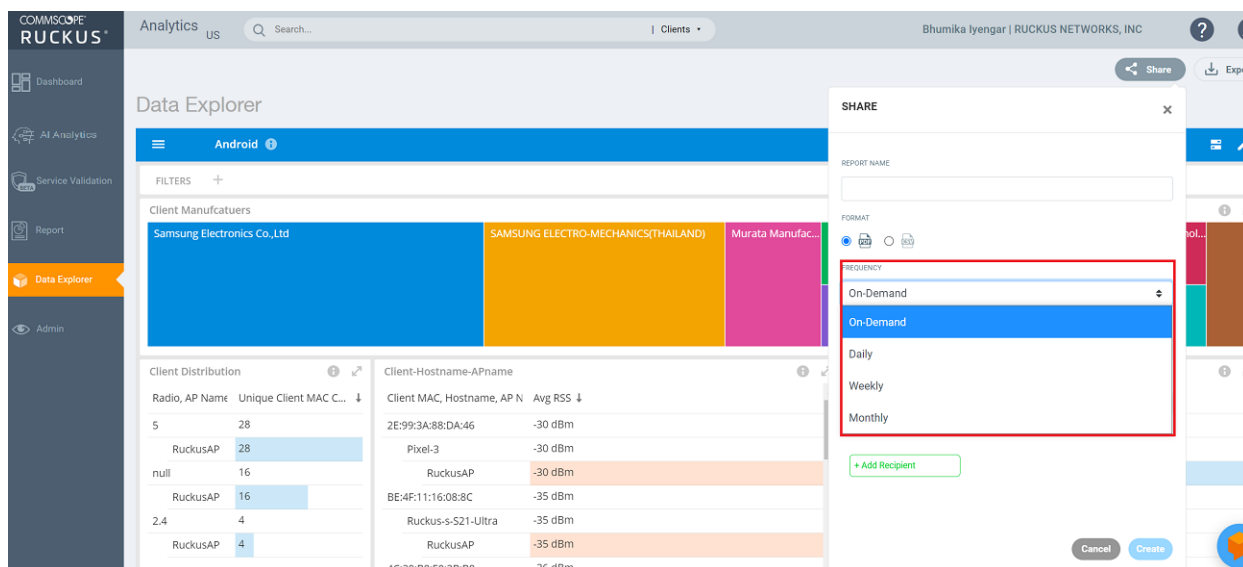 COMMSCOPE
RUCKUS
Analytics US
Search...
| Clients
Bhumika Iyengar | RUCKUS NETWORKS, INC
?
Dashboard
AI Analytics
Service Validation
BETA
Report
Data Explorer
Admin
Share
Data Explorer
Android
FILTERS +
Client Manufcatuers
Samsung Electronics Co.,Ltd
SAMSUNG ELECTRO-MECHANICS(THAILAND)
Murata Manufac...
Client Distribution
Radio, AP Name Unique Client MAC C... ↓
5 28
RuckusAP 28
null 16
RuckusAP 16
2.4 4
RuckusAP 4
Client-Hostname-APname
Client MAC, Hostname, AP N Avg RSS ↓
2E:99:3A:88:DA:46 -30 dBm
Pixel-3 -30 dBm
RuckusAP -30 dBm
BE:4F:11:16:08:8C -35 dBm
Ruckus-s-S21-Ultra -35 dBm
RuckusAP -35 dBm
SHARE
REPORT NAME
FORMAT
PDF
CSV
FREQUENCY
On-Demand
On-Demand
Daily
Weekly
Monthly
+ Add Recipient
Cancel
Create